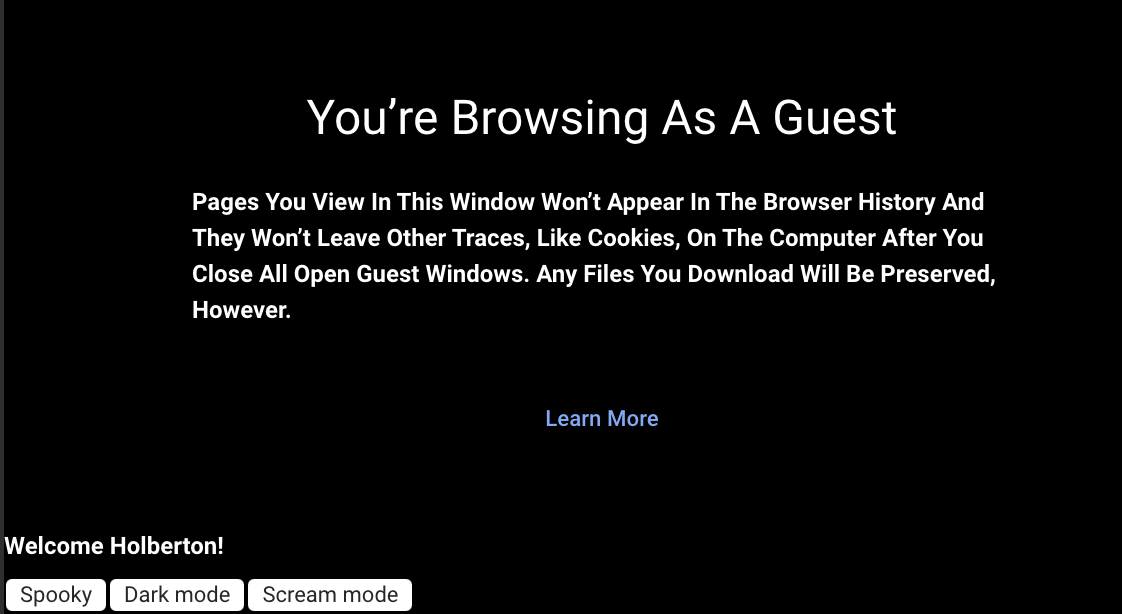 You’re Browsing As A Guest
Pages You View In This Window Won’t Appear In The Browser History And
They Won’t Leave Other Traces, Like Cookies, On The Computer After You
Close All Open Guest Windows. Any Files You Download Will Be Preserved,
However.
Learn More
Welcome Holberton!
Spooky Dark mode Scream mode